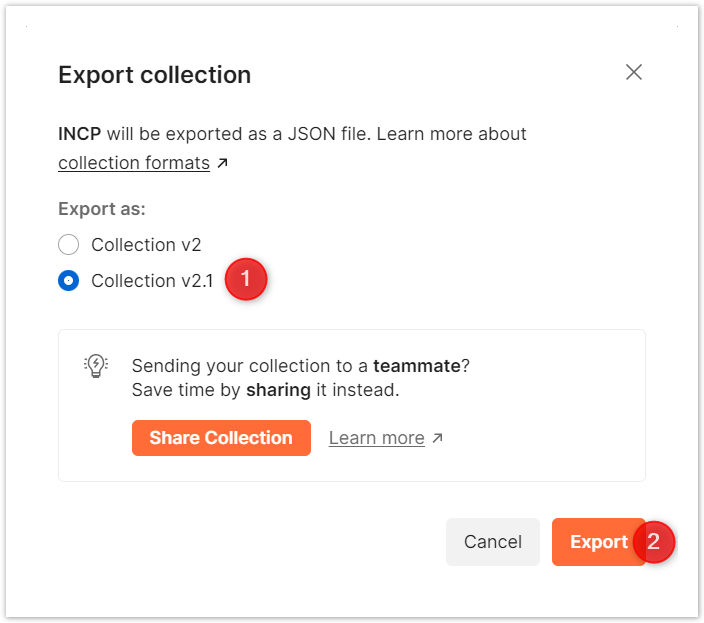 Export collection
INCP will be exported as a JSON file. Learn more about
collection formats ↗
Export as:
Collection v2
Collection v2.1 1
Sending your collection to a teammate?
Save time by sharing it instead.
Share Collection Learn more ↗
Cancel Export 2